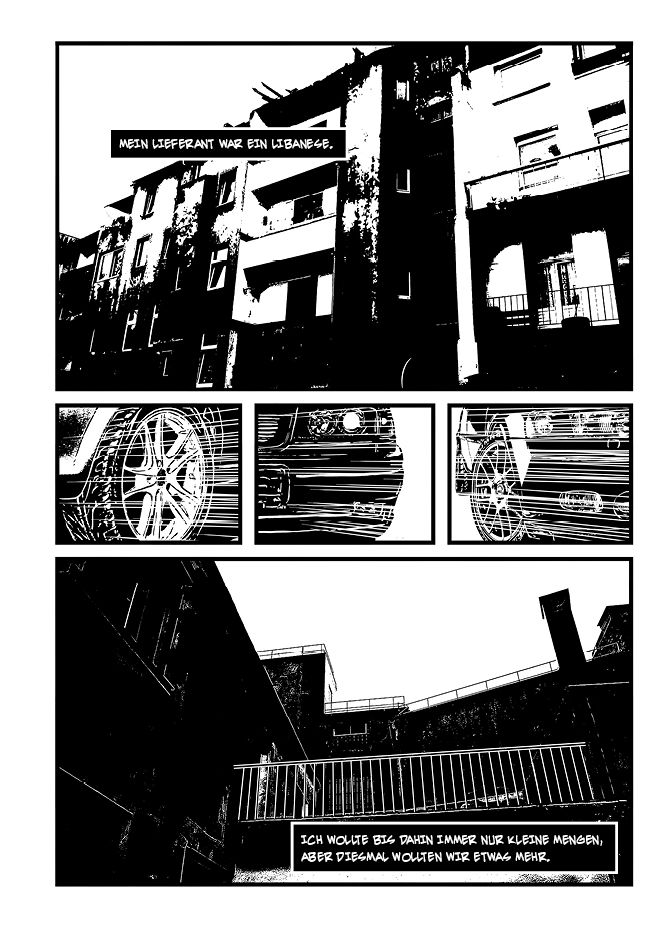 MEIN LIEFERANT WAR EIN LIBANESE.
ICH WOLLTE BIS DAHIN IMMER NUR KLEINE MENGEN,
ABER DIESMAL WOLLTEN WIR ETWAS MEHR.